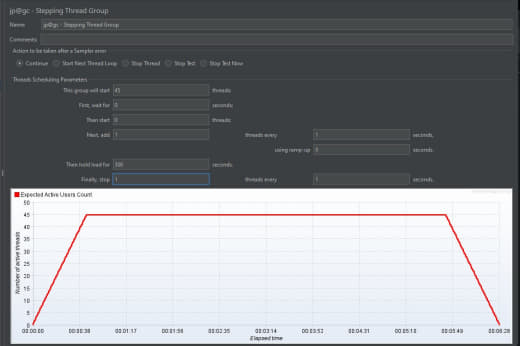 jp@gc - Stepping Thread Group
Name: jp@gc - Stepping Thread Group
Comments:
Action to be taken after a Sampler error
Continue Start Next Thread Loop Stop Thread Stop Test Stop Test Now
Threads Scheduling Parameters
This group will start 45 threads
First, wait for 0 seconds;
Then start 0 threads;
Next, add 1 threads every 1 seconds,
using ramp-up 0 seconds.
Then hold load for 300 seconds.
Finally, stop 1 threads every 1 seconds.
Expected Active Users Count
50
45
40
35
30
25
20
15
10
5
0
Number of active threads
00:00:00 00:00:38 00:01:17 00:01:56 00:02:35 00:03:14 00:03:52 00:04:31 00:05:10 00:05:49 00:06:28
Elapsed time